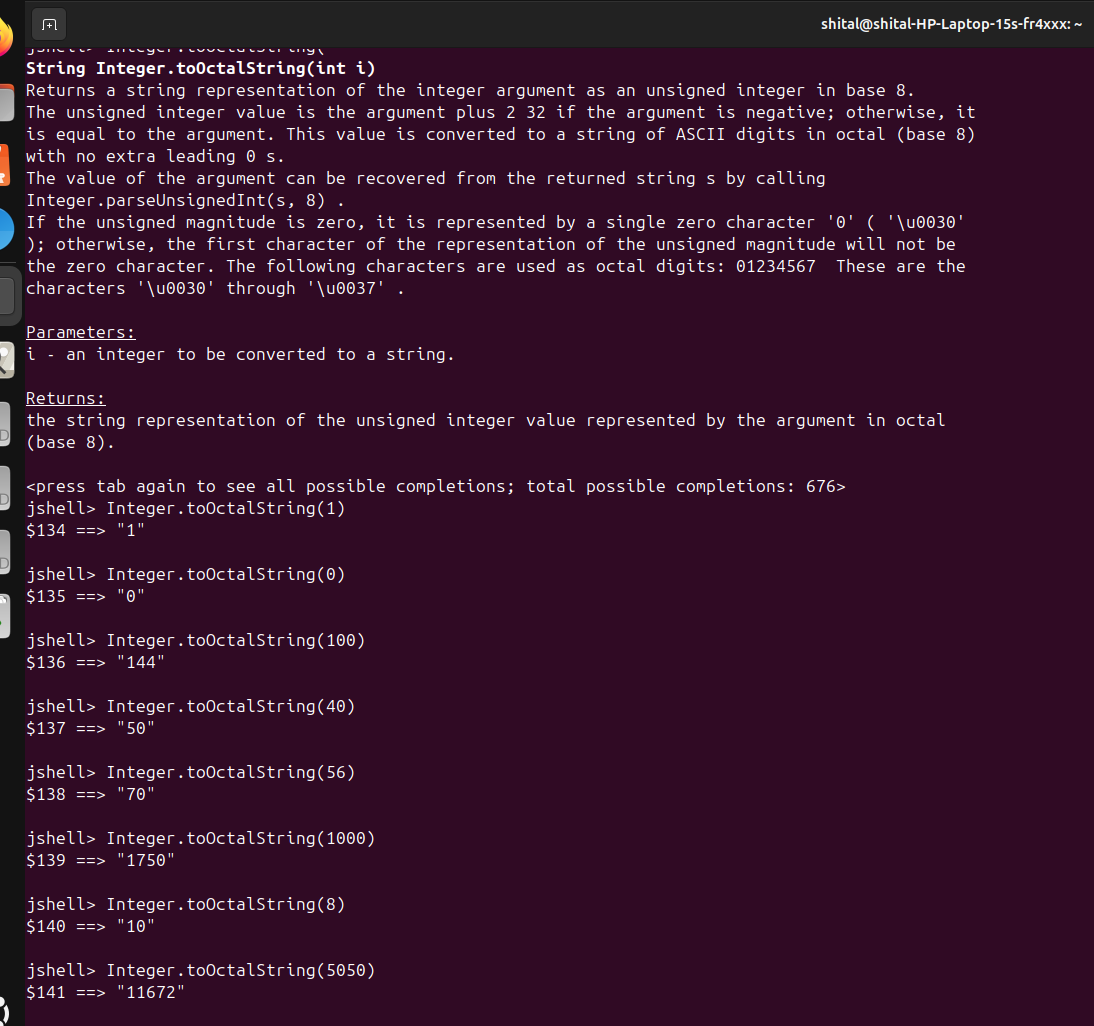 shital@shital-HP-Laptop-15s-fr4xxx: ~
jshell> Integer.toOctalString(
String Integer.toOctalString(int i)
Returns a string representation of the integer argument as an unsigned integer in base 8.
The unsigned integer value is the argument plus 2 32 if the argument is negative; otherwise, it
is equal to the argument. This value is converted to a string of ASCII digits in octal (base 8)
with no extra leading 0 s.
The value of the argument can be recovered from the returned string s by calling
Integer.parseUnsignedInt(s, 8) .
If the unsigned magnitude is zero, it is represented by a single zero character '0' ( '\u0030'
); otherwise, the first character of the representation of the unsigned magnitude will not be
the zero character. The following characters are used as octal digits: 01234567  These are the
characters '\u0030' through '\u0037' .
Parameters:
i - an integer to be converted to a string.
Returns:
the string representation of the unsigned integer value represented by the argument in octal
(base 8).
<press tab again to see all possible completions; total possible completions: 676>
jshell> Integer.toOctalString(1)
$134 ==> "1"
jshell> Integer.toOctalString(0)
$135 ==> "0"
jshell> Integer.toOctalString(100)
$136 ==> "144"
jshell> Integer.toOctalString(40)
$137 ==> "50"
jshell> Integer.toOctalString(56)
$138 ==> "70"
jshell> Integer.toOctalString(1000)
$139 ==> "1750"
jshell> Integer.toOctalString(8)
$140 ==> "10"
jshell> Integer.toOctalString(5050)
$141 ==> "11672"